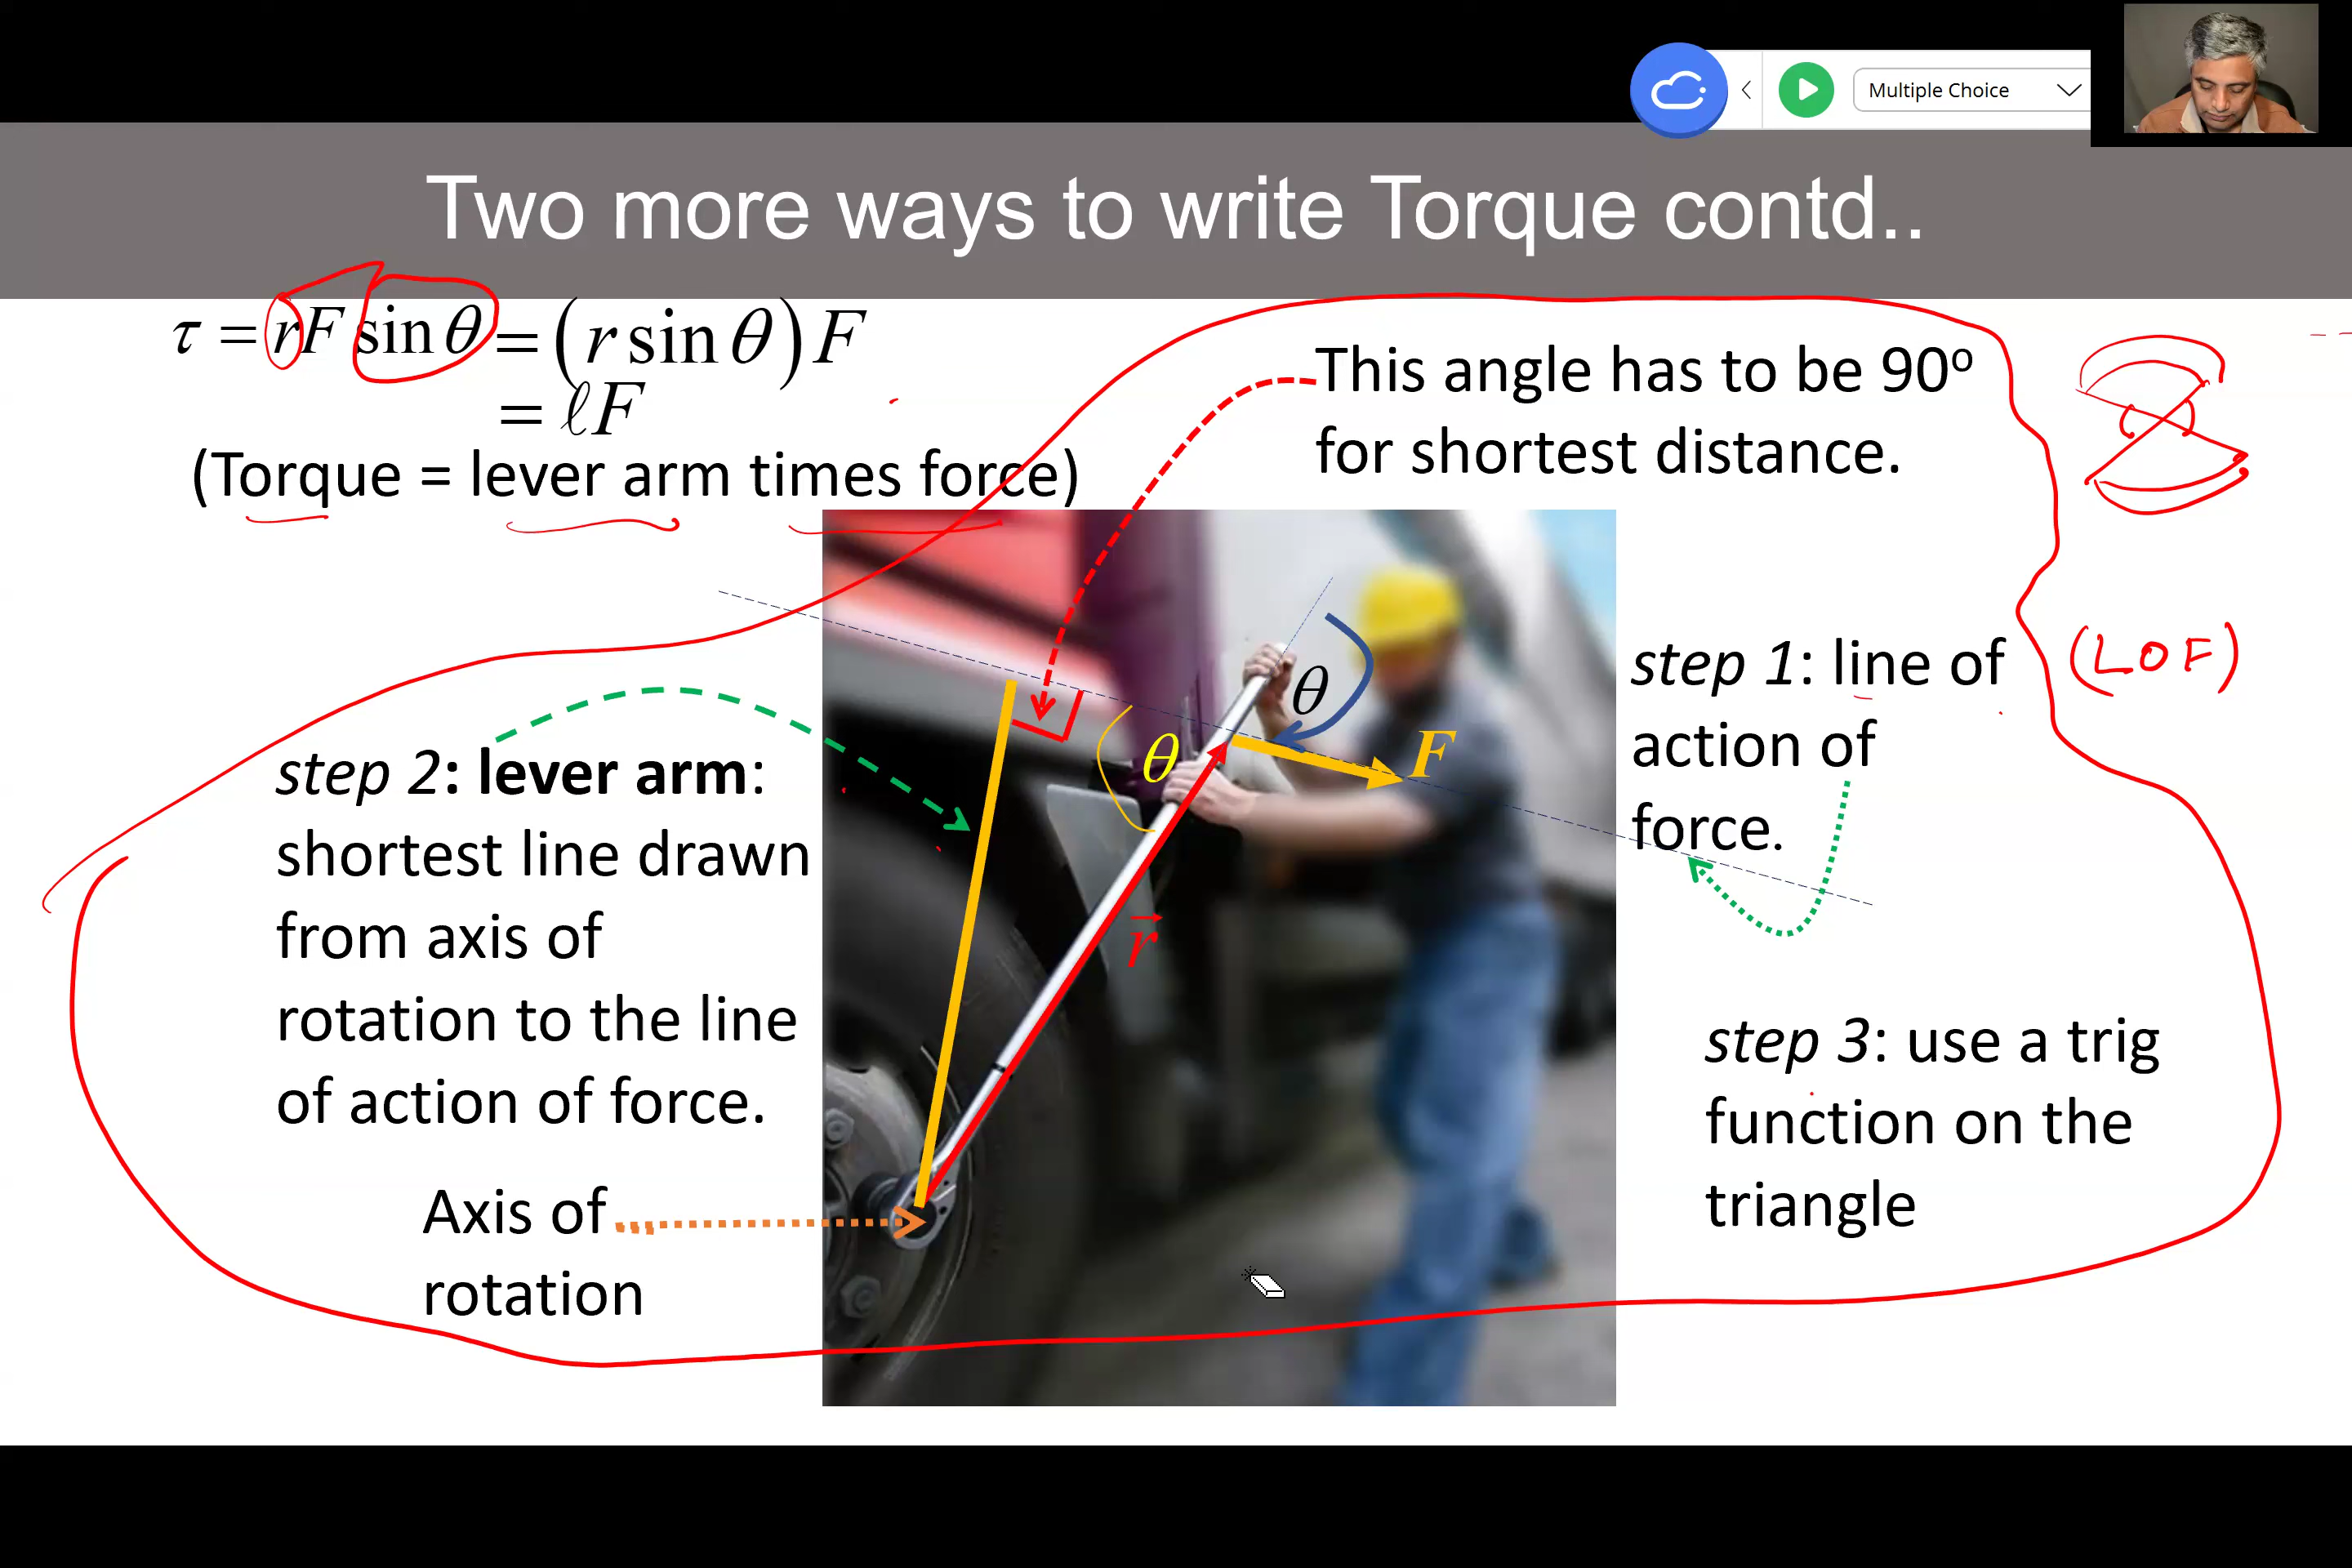 Multiple Choice
Two more ways to write Torque contd..
τ = rF sin θ = (r sin θ) F
= ℓF
(Torque = lever arm times force)
This angle has to be 90º
for shortest distance.
step 1: line of
action of
force.
(LOF)
θ
θ
F
r⃗
step 2: lever arm:
shortest line drawn
from axis of
rotation to the line
of action of force.
Axis of
rotation
step 3: use a trig
function on the
triangle